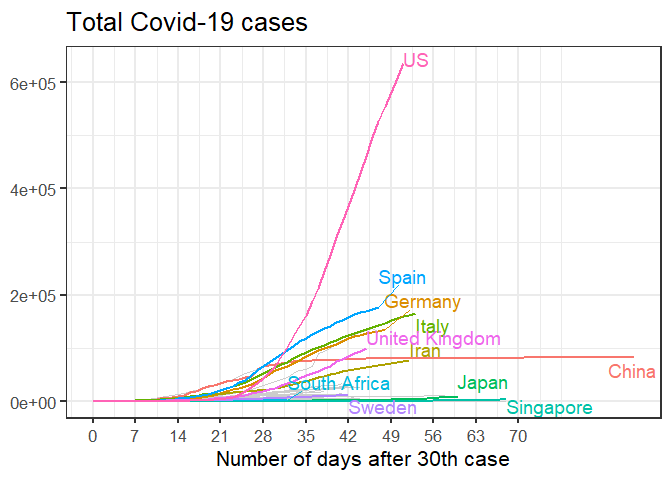 Total Covid-19 cases
US
6e+05
4e+05
Spain
2e+05
Germany
Italy
United Kingdom
Iran
China
South Africa
Japan
0e+00
Sweden
Singapore
0 7 14 21 28 35 42 49 56 63 70
Number of days after 30th case